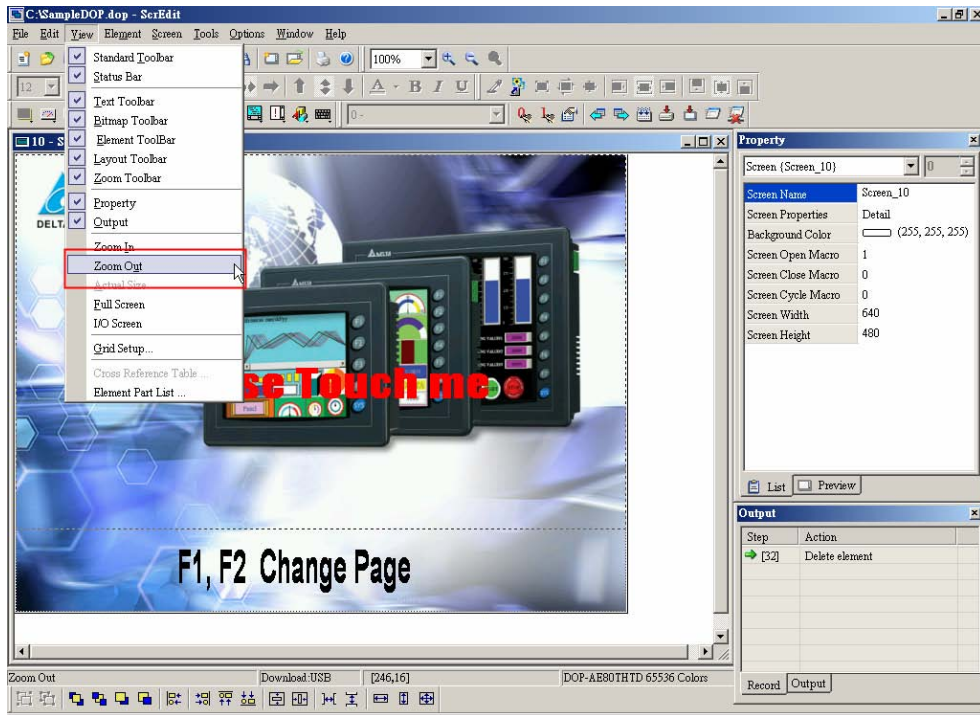 C:\SampleDOP.dop - ScrEdit
File Edit View Element Screen Tools Options Window Help
100%
12
A B I U
0 -
Standard Toolbar
Status Bar
Text Toolbar
Bitmap Toolbar
Element ToolBar
Layout Toolbar
Zoom Toolbar
Property
Output
Zoom In
Zoom Out
Actual Size
Full Screen
I/O Screen
Grid Setup...
Cross Reference Table ...
Element Part List ...
10 - S
DELT
se Touch me
F1, F2 Change Page
Property
Screen {Screen_10}
0
Screen Name Screen_10
Screen Properties Detail
Background Color (255, 255, 255)
Screen Open Macro 1
Screen Close Macro 0
Screen Cycle Macro 0
Screen Width 640
Screen Height 480
List Preview
Output
Step Action
[32] Delete element
Record Output
Zoom Out Download:USB [246,16] DOP-AE80THTD 65536 Colors